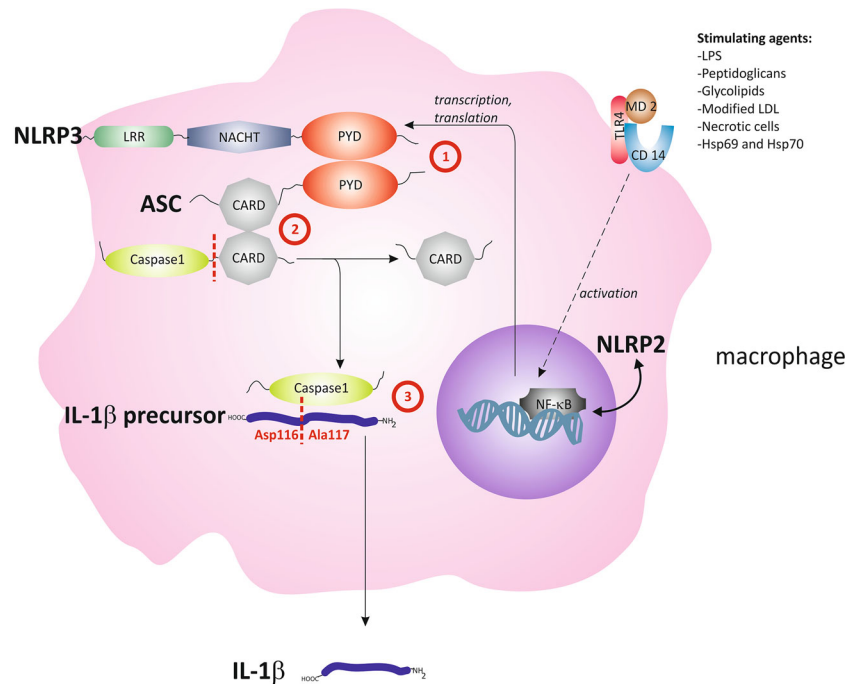 Stimulating agents:
-LPS
-Peptidoglicans
-Glycolipids
-Modified LDL
-Necrotic cells
-Hsp69 and Hsp70
TLR4
MD 2
CD 14
transcription,
translation
NLRP3
LRR
NACHT
PYD
1
ASC
CARD
PYD
2
Caspase1
CARD
CARD
activation
NLRP2
macrophage
NF-κB
Caspase1
3
IL-1β precursor
HOOC
NH2
Asp116
Ala117
IL-1β
HOOC
NH2